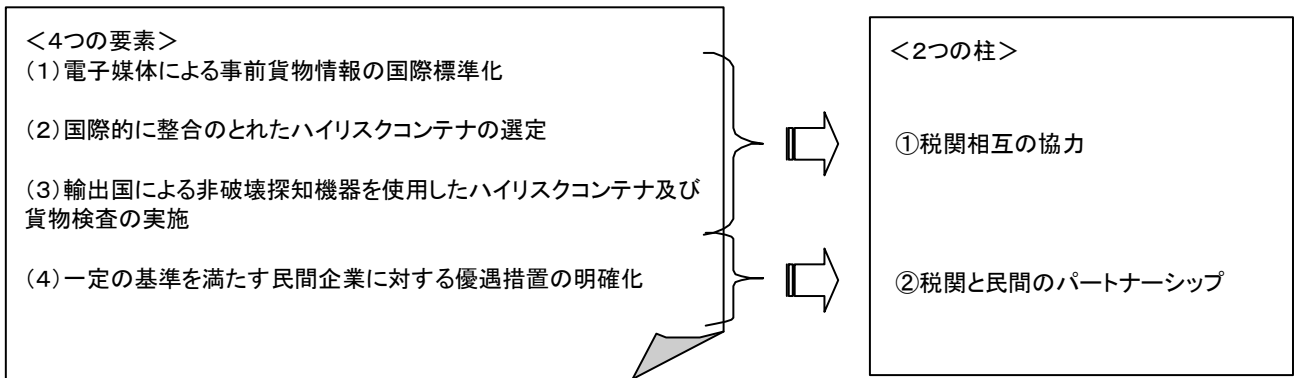 ＜4つの要素＞
（1）電子媒体による事前貨物情報の国際標準化
（2）国際的に整合のとれたハイリスクコンテナの選定
（3）輸出国による非破壊探知機器を使用したハイリスクコンテナ及び
貨物検査の実施
（4）一定の基準を満たす民間企業に対する優遇措置の明確化
＜2つの柱＞
①税関相互の協力
②税関と民間のパートナーシップ